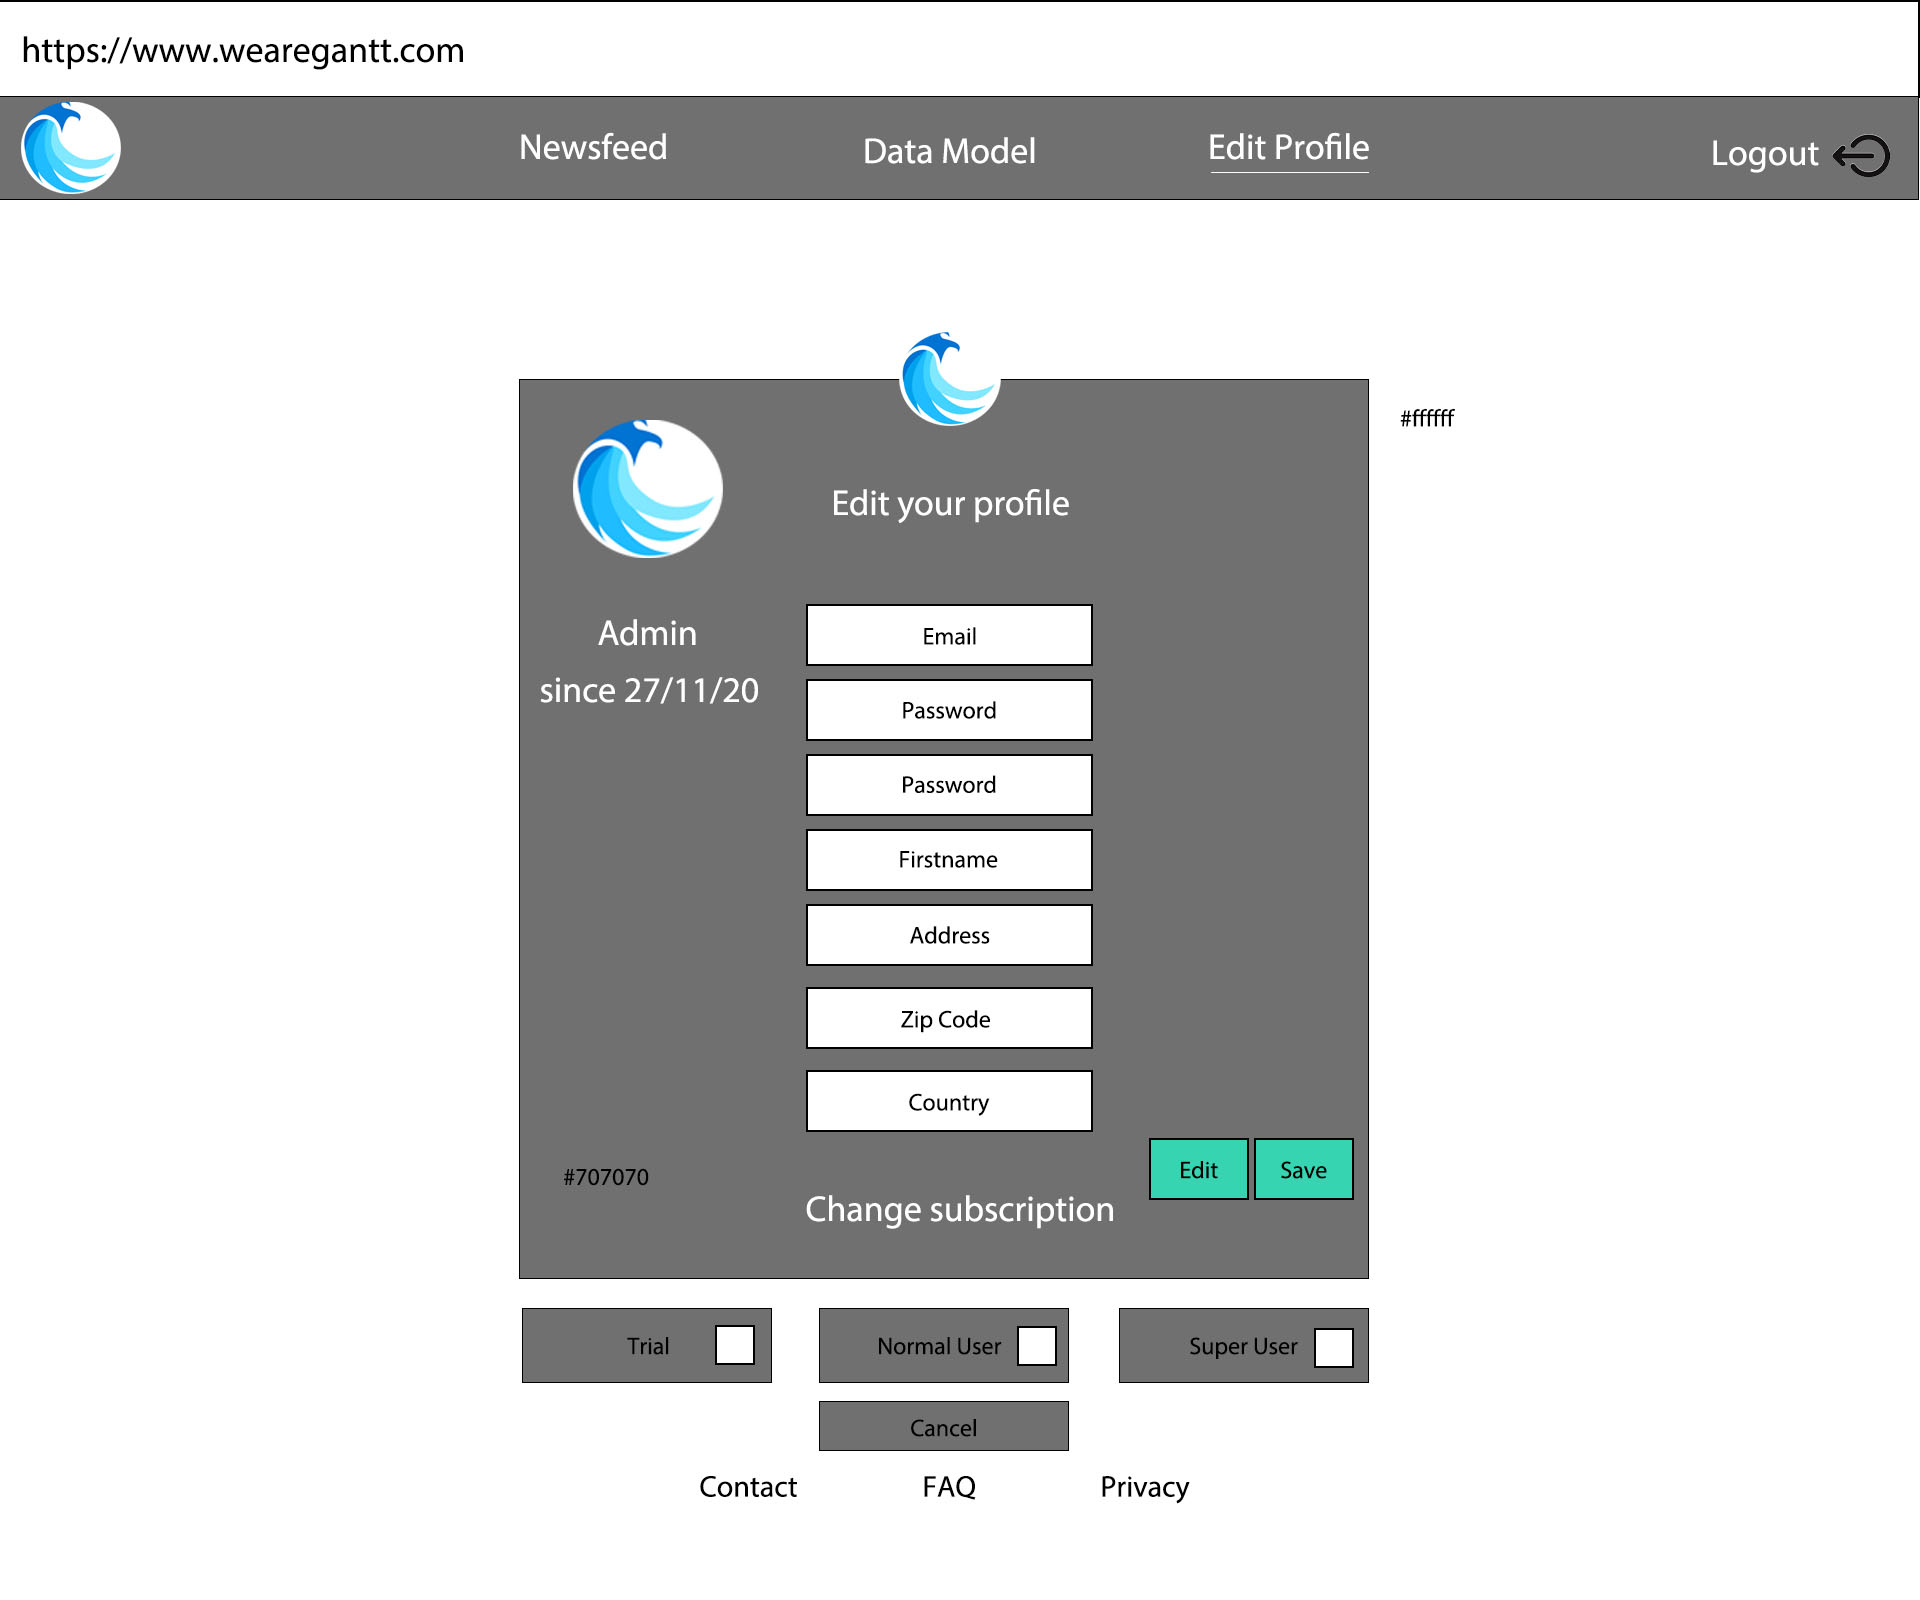 https://www.wearegantt.com
Newsfeed
Data Model
Edit Profile
Logout
#ffffff
Edit your profile
Admin
since 27/11/20
Email
Password
Password
Firstname
Address
Zip Code
Country
Edit
Save
#707070
Change subscription
Trial
Normal User
Super User
Cancel
Contact
FAQ
Privacy